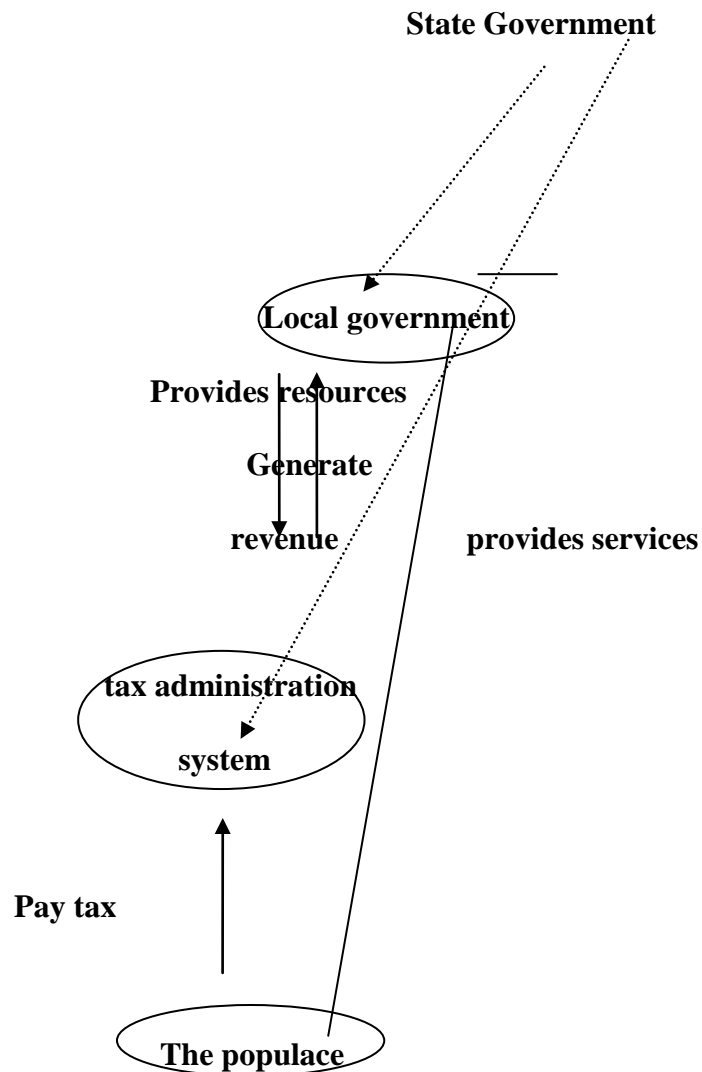 State Government
Local government
Provides resources
Generate
revenue
provides services
tax administration
system
Pay tax
The populace